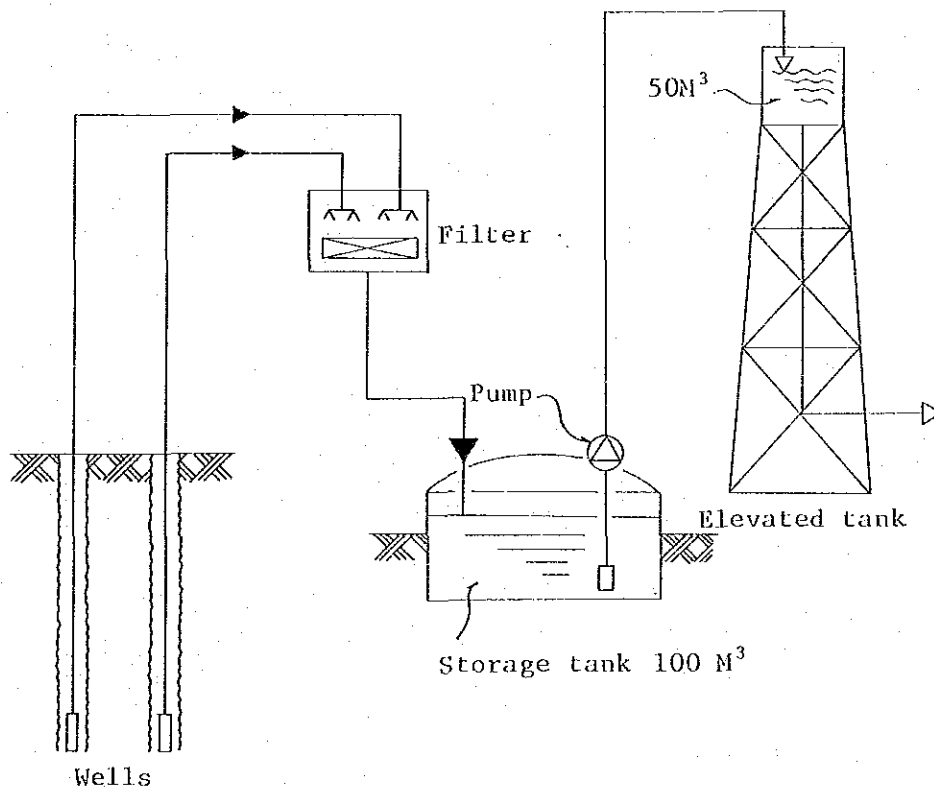 50M³
Filter
Pump
Elevated tank
Storage tank 100 M³
Wells